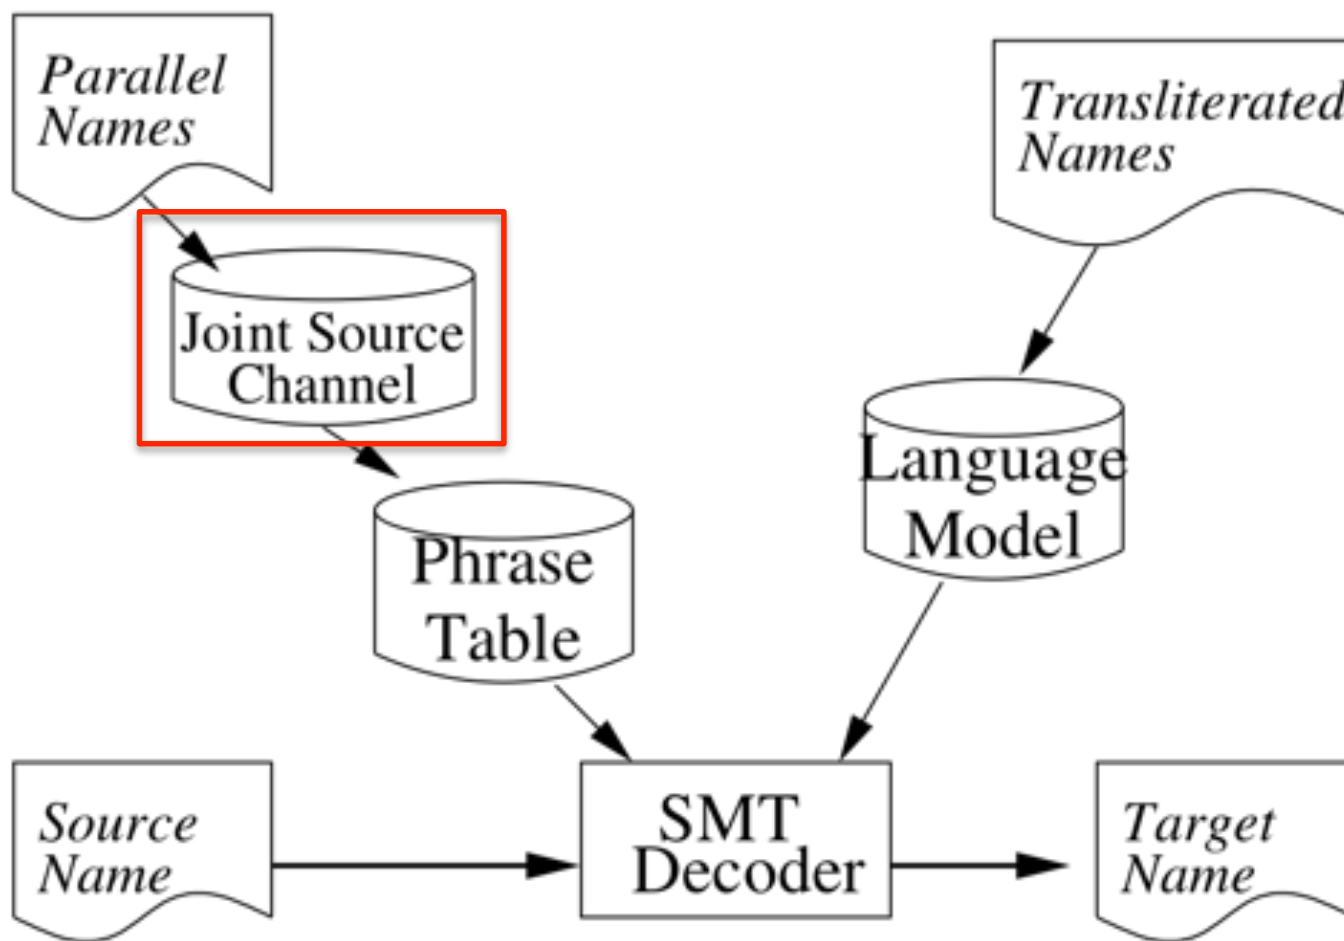 Parallel
Names
Transliterated
Names
Joint Source
Channel
Language
Model
Phrase
Table
Source
Name
SMT
Decoder
Target
Name